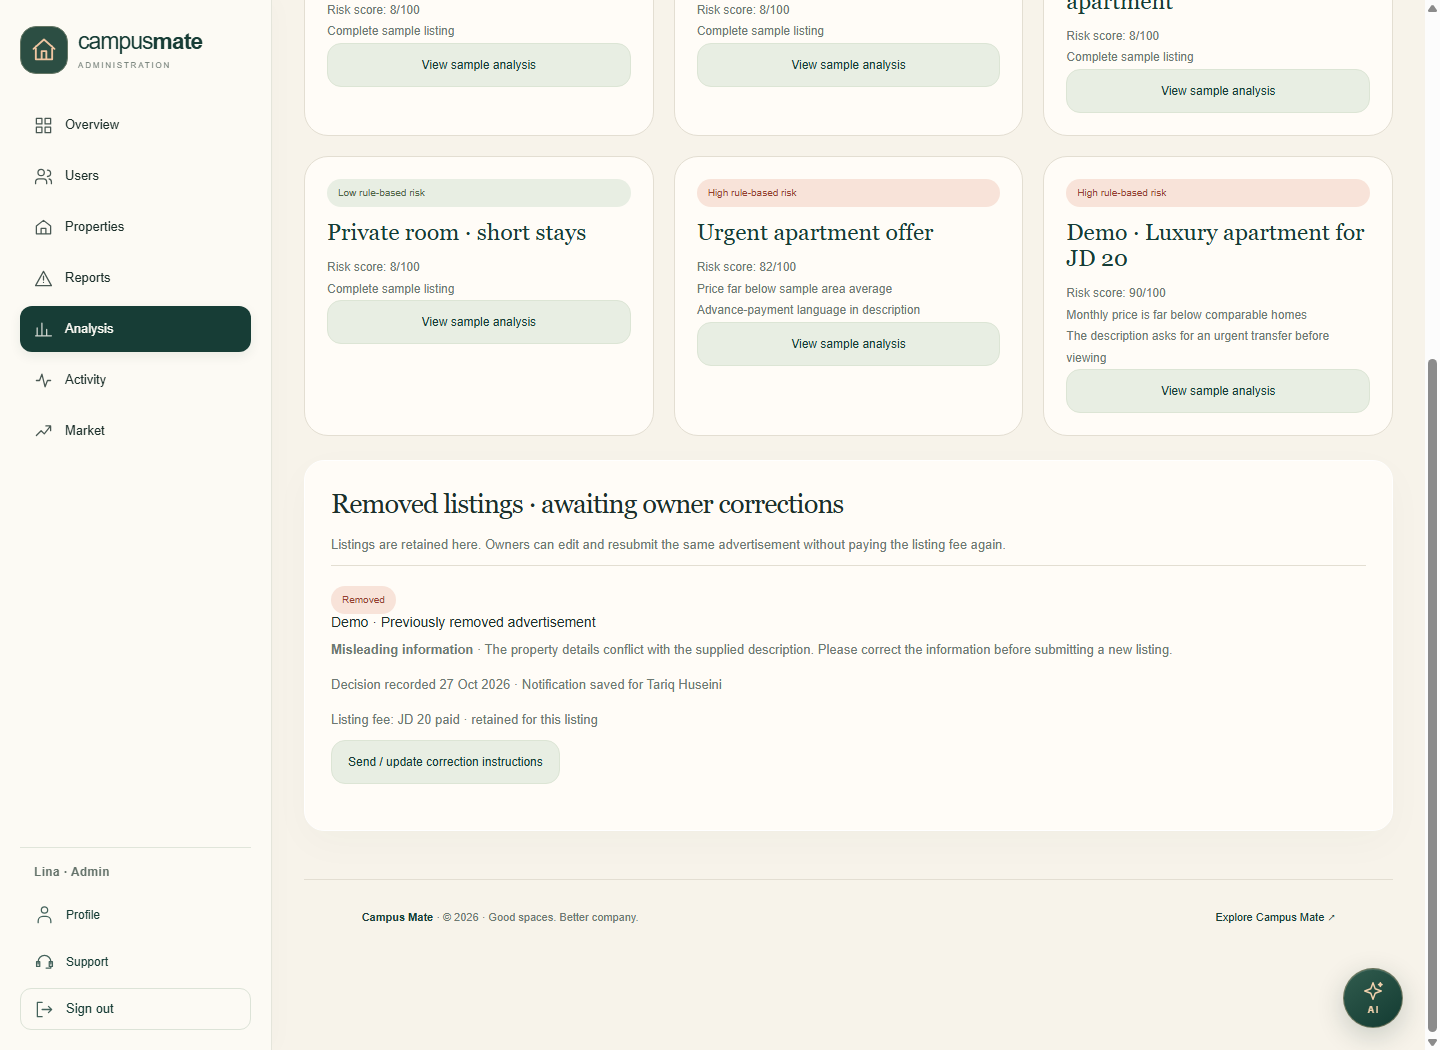 campusmate
ADMINISTRATION
Overview
Users
Properties
Reports
Analysis
Activity
Market
Lina · Admin
Profile
Support
Sign out
Risk score: 8/100
Complete sample listing
View sample analysis
Risk score: 8/100
Complete sample listing
View sample analysis
apartment
Risk score: 8/100
Complete sample listing
View sample analysis
Low rule-based risk
Private room · short stays
Risk score: 8/100
Complete sample listing
View sample analysis
High rule-based risk
Urgent apartment offer
Risk score: 82/100
Price far below sample area average
Advance-payment language in description
View sample analysis
High rule-based risk
Demo · Luxury apartment for
JD 20
Risk score: 90/100
Monthly price is far below comparable homes
The description asks for an urgent transfer before
viewing
View sample analysis
Removed listings · awaiting owner corrections
Listings are retained here. Owners can edit and resubmit the same advertisement without paying the listing fee again.
Removed
Demo · Previously removed advertisement
Misleading information · The property details conflict with the supplied description. Please correct the information before submitting a new listing.
Decision recorded 27 Oct 2026 · Notification saved for Tariq Huseini
Listing fee: JD 20 paid · retained for this listing
Send / update correction instructions
Campus Mate · © 2026 · Good spaces. Better company.
Explore Campus Mate ↗
AI